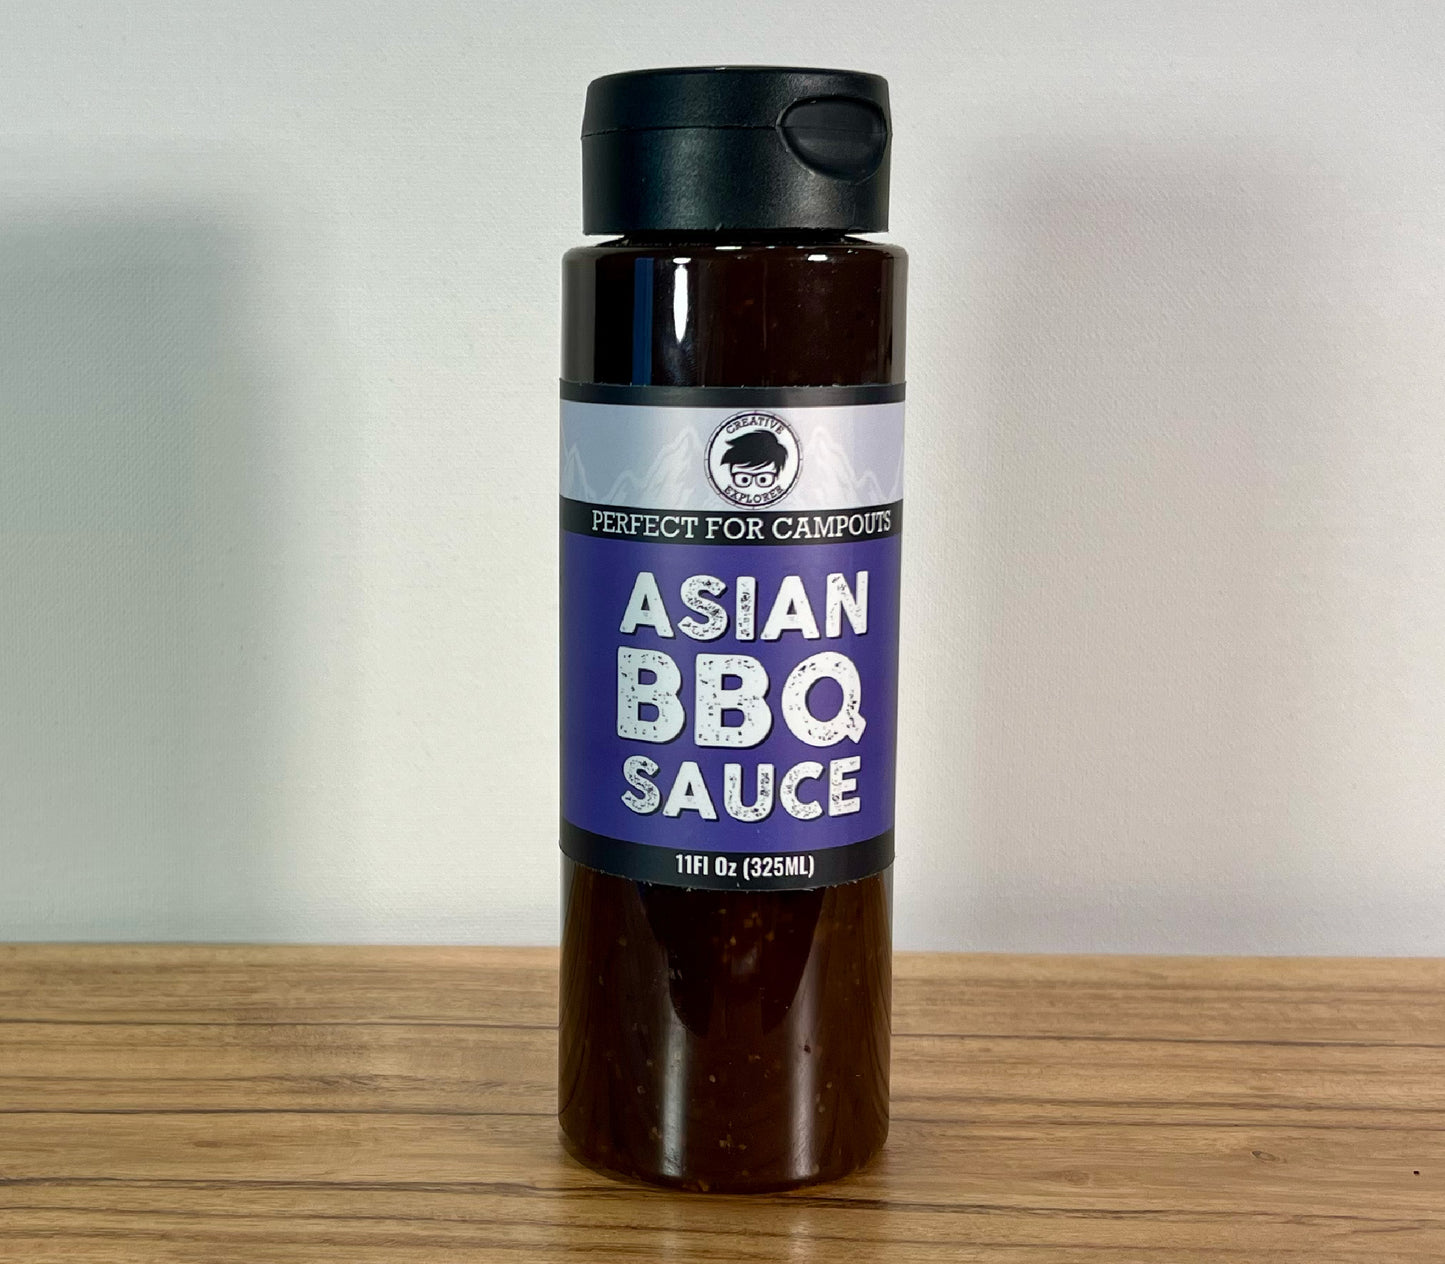 CREATIVE
EXPLORER
PERFECT FOR CAMPOUTS
ASIAN
BBQ
SAUCE
11Fl Oz (325ML)